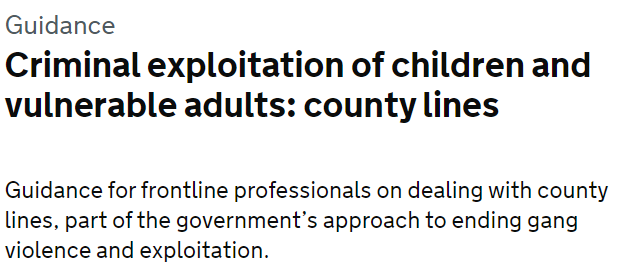 Guidance
Criminal exploitation of children and
vulnerable adults: county lines
Guidance for frontline professionals on dealing with county
lines, part of the government’s approach to ending gang
violence and exploitation.